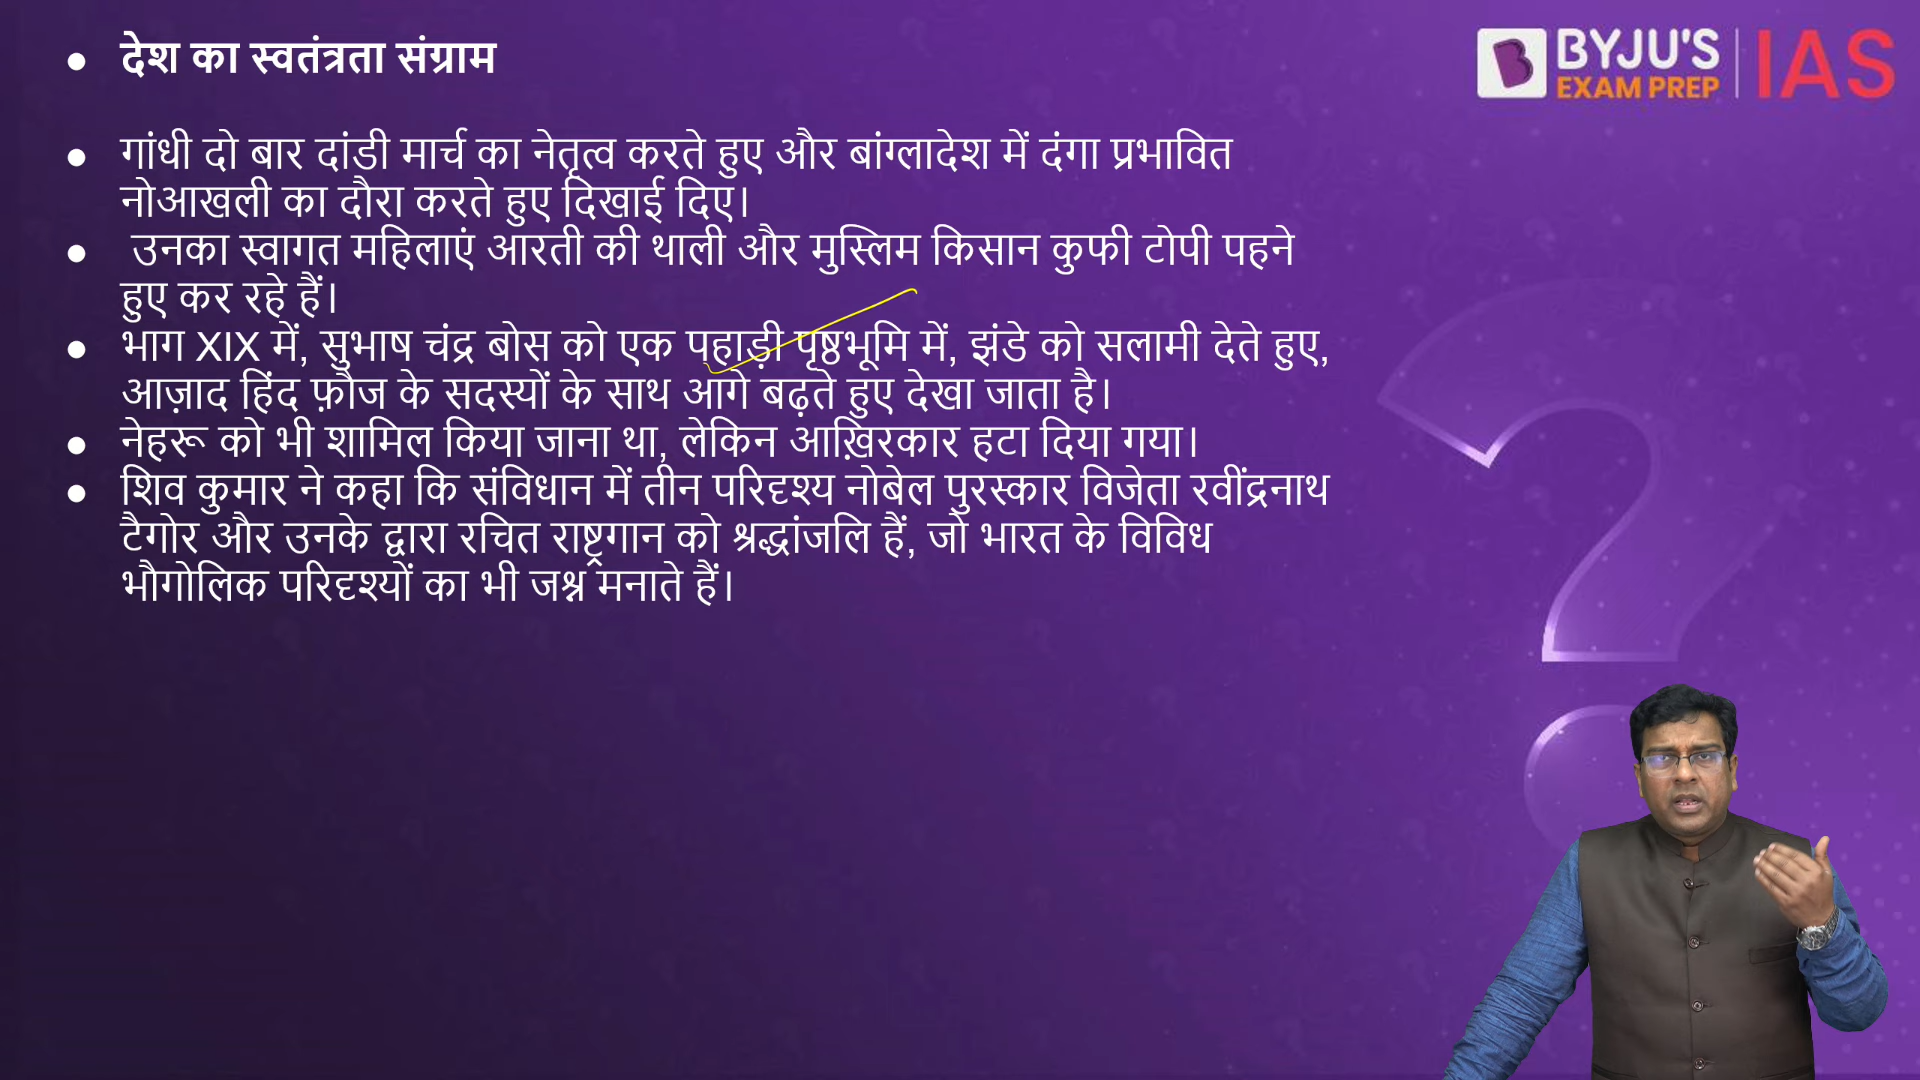 ● देश का स्वतंत्रता संग्राम
BYJU'S
EXAM PREP
IAS
● गांधी दो बार दांडी मार्च का नेतृत्व करते हुए और बांग्लादेश में दंगा प्रभावित
नोआखली का दौरा करते हुए दिखाई दिए।
● उनका स्वागत महिलाएं आरती की थाली और मुस्लिम किसान कुफी टोपी पहने
हुए कर रहे हैं।
● भाग XIX में, सुभाष चंद्र बोस को एक पहाड़ी पृष्ठभूमि में, झंडे को सलामी देते हुए,
आज़ाद हिंद फ़ौज के सदस्यों के साथ आगे बढ़ते हुए देखा जाता है।
● नेहरू को भी शामिल किया जाना था, लेकिन आख़िरकार हटा दिया गया।
● शिव कुमार ने कहा कि संविधान में तीन परिदृश्य नोबेल पुरस्कार विजेता रवींद्रनाथ
टैगोर और उनके द्वारा रचित राष्ट्रगान को श्रद्धांजलि हैं, जो भारत के विविध
भौगोलिक परिदृश्यों का भी जश्न मनाते हैं।